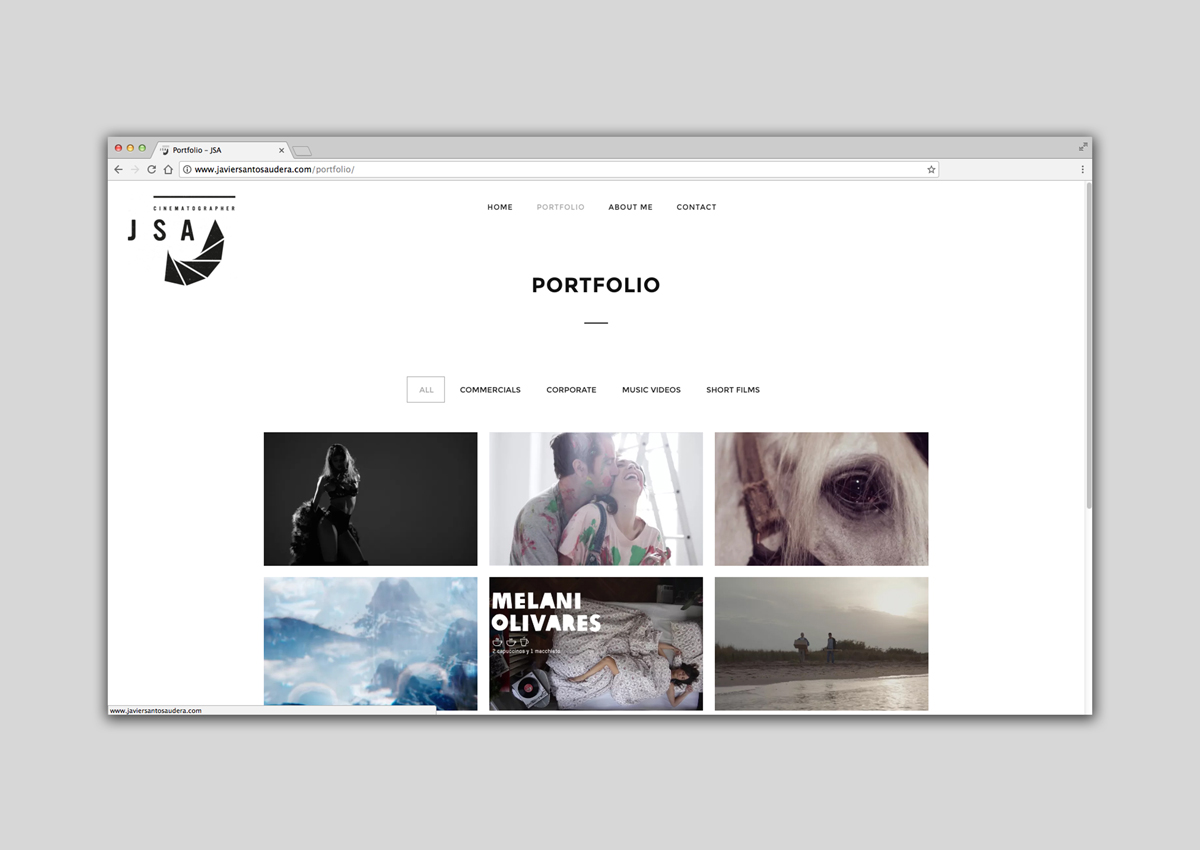 Portfolio – JSA
www.javiersantosaudera.com/portfolio/
CINEMATOGRAPHER
JSA
HOME PORTFOLIO ABOUT ME CONTACT
PORTFOLIO
ALL COMMERCIALS CORPORATE MUSIC VIDEOS SHORT FILMS
MELANI
OLIVARES
2 capuccinos y 1 macchiato
www.javiersantosaudera.com